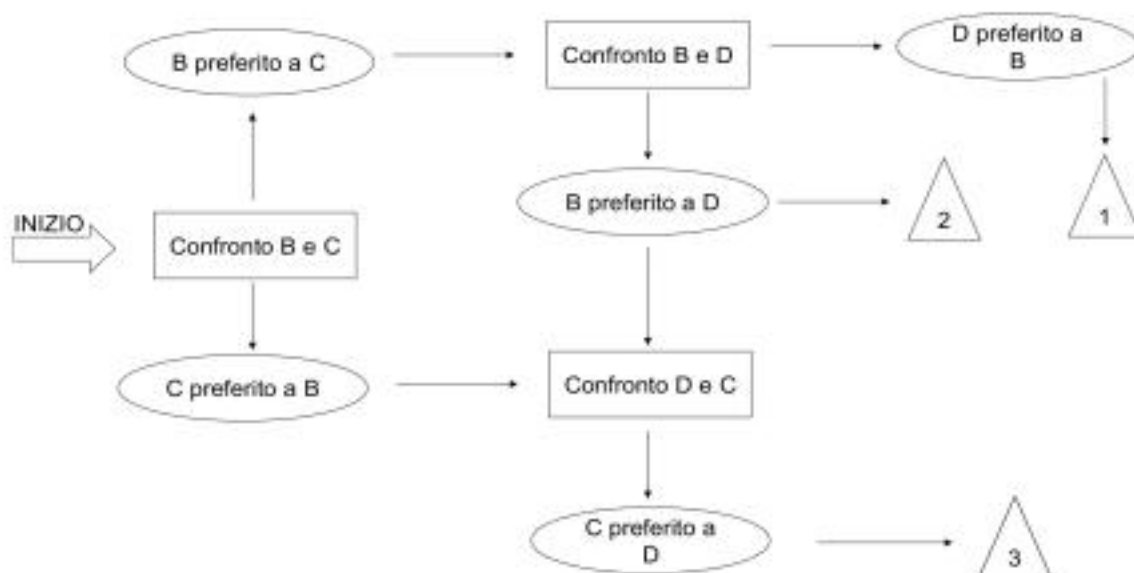 B preferito a C
Confronto B e D
D preferito a
B
B preferito a D
2
1
INIZIO
Confronto B e C
C preferito a B
Confronto D e C
C preferito a
D
3